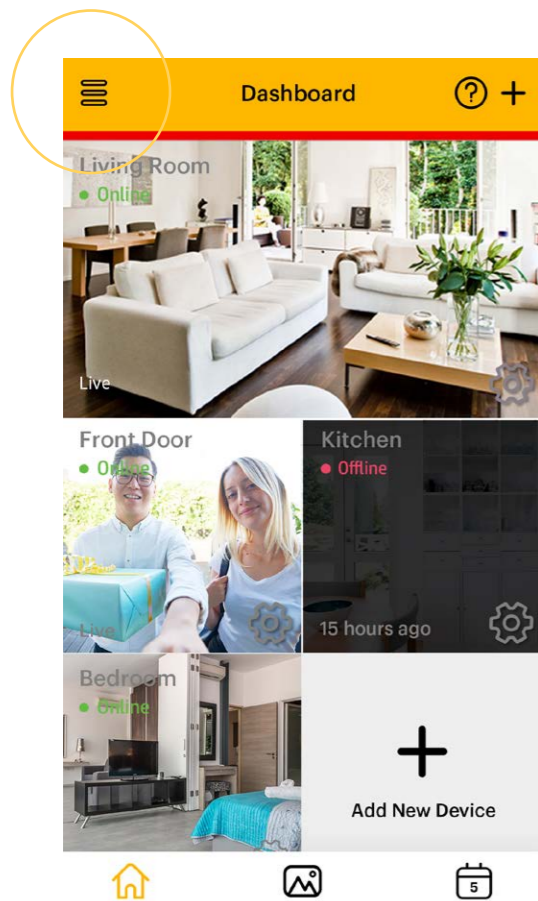 Dashboard
?
Living Room
Online
Live
Front Door
Online
Live
Kitchen
Offline
15 hours ago
Bedroom
Online
Add New Device
5